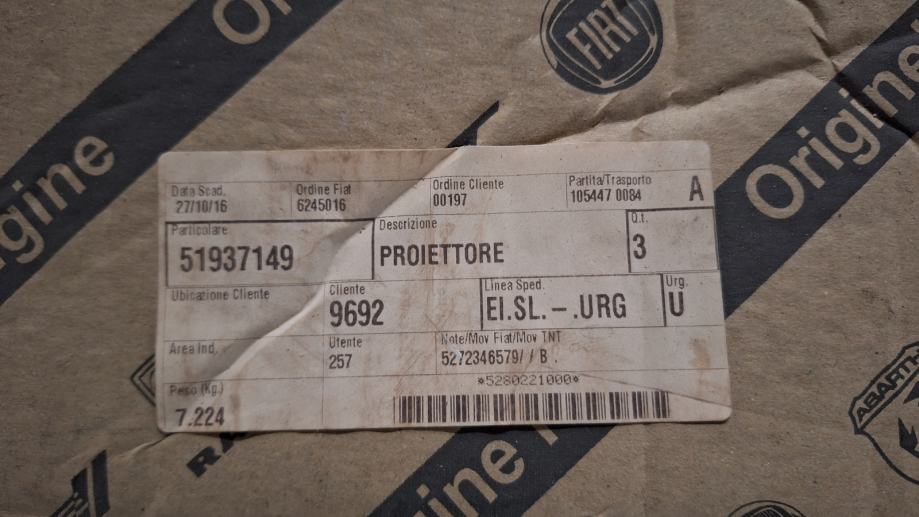 Origine
FIAT
Origine
Data Scad. Ordine Fiat Ordine Cliente Partita/Trasporto
27/10/16 6245016 00197 105447 0084 A
Particolare Descrizione Q.t.
51937149 PROIETTORE 3
Ubicazione Cliente Cliente Linea Sped. Urg.
9692 EI.SL.-.URG U
Area Ind. Utente Note/Mov Fiat/Mov TNT
257 5272346579/ / B.
Peso (Kg.) *5280221000*
7.224
ABARTH